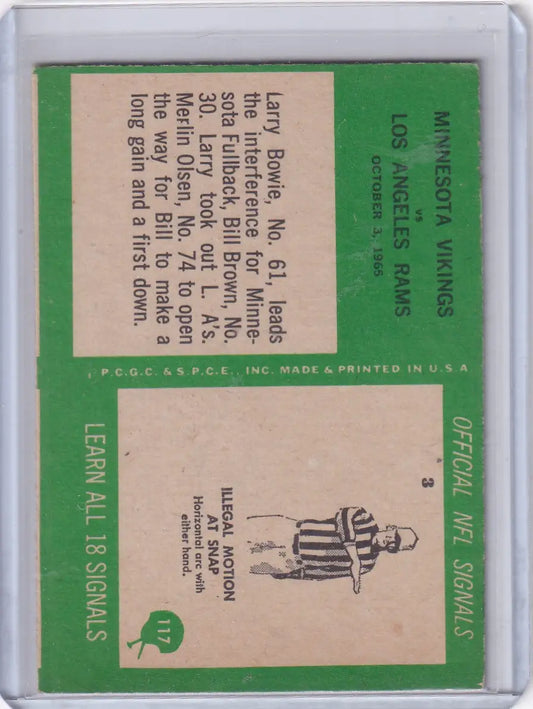 MINNESOTA VIKINGS
vs
LOS ANGELES RAMS
OCTOBER 3, 1965
Larry Bowie, No. 61, leads
the interference for Minne-
sota Fullback, Bill Brown, No.
30. Larry took out L. A's.
Merlin Olsen, No. 74 to open
the way for Bill to make a
long gain and a first down.
P.C.G.C. & S.P.C.E., INC. MADE & PRINTED IN U.S.A
OFFICIAL NFL SIGNALS
3
ILLEGAL MOTION
AT SNAP
Horizontal arc with
either hand.
117
LEARN ALL 18 SIGNALS